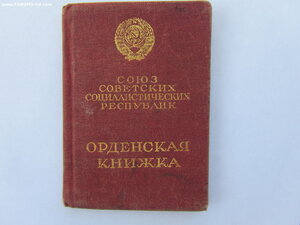 СОЮЗ
СОВЕТСКИХ
СОЦИАЛИСТИЧЕСКИХ
РЕСПУБЛИК
ОРДЕНСКАЯ
КНИЖКА